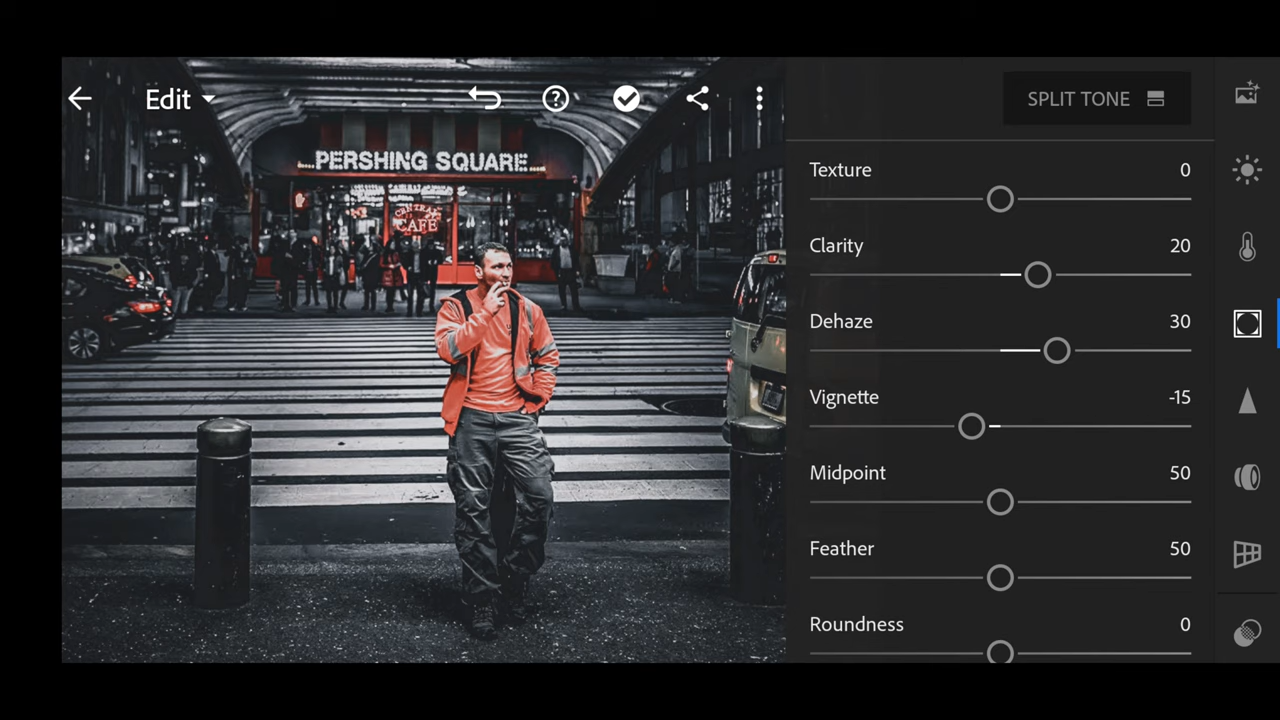 Edit
SPLIT TONE
PERSHING SQUARE
CENTRAL
CAFE
Texture 0
Clarity 20
Dehaze 30
Vignette -15
Midpoint 50
Feather 50
Roundness 0